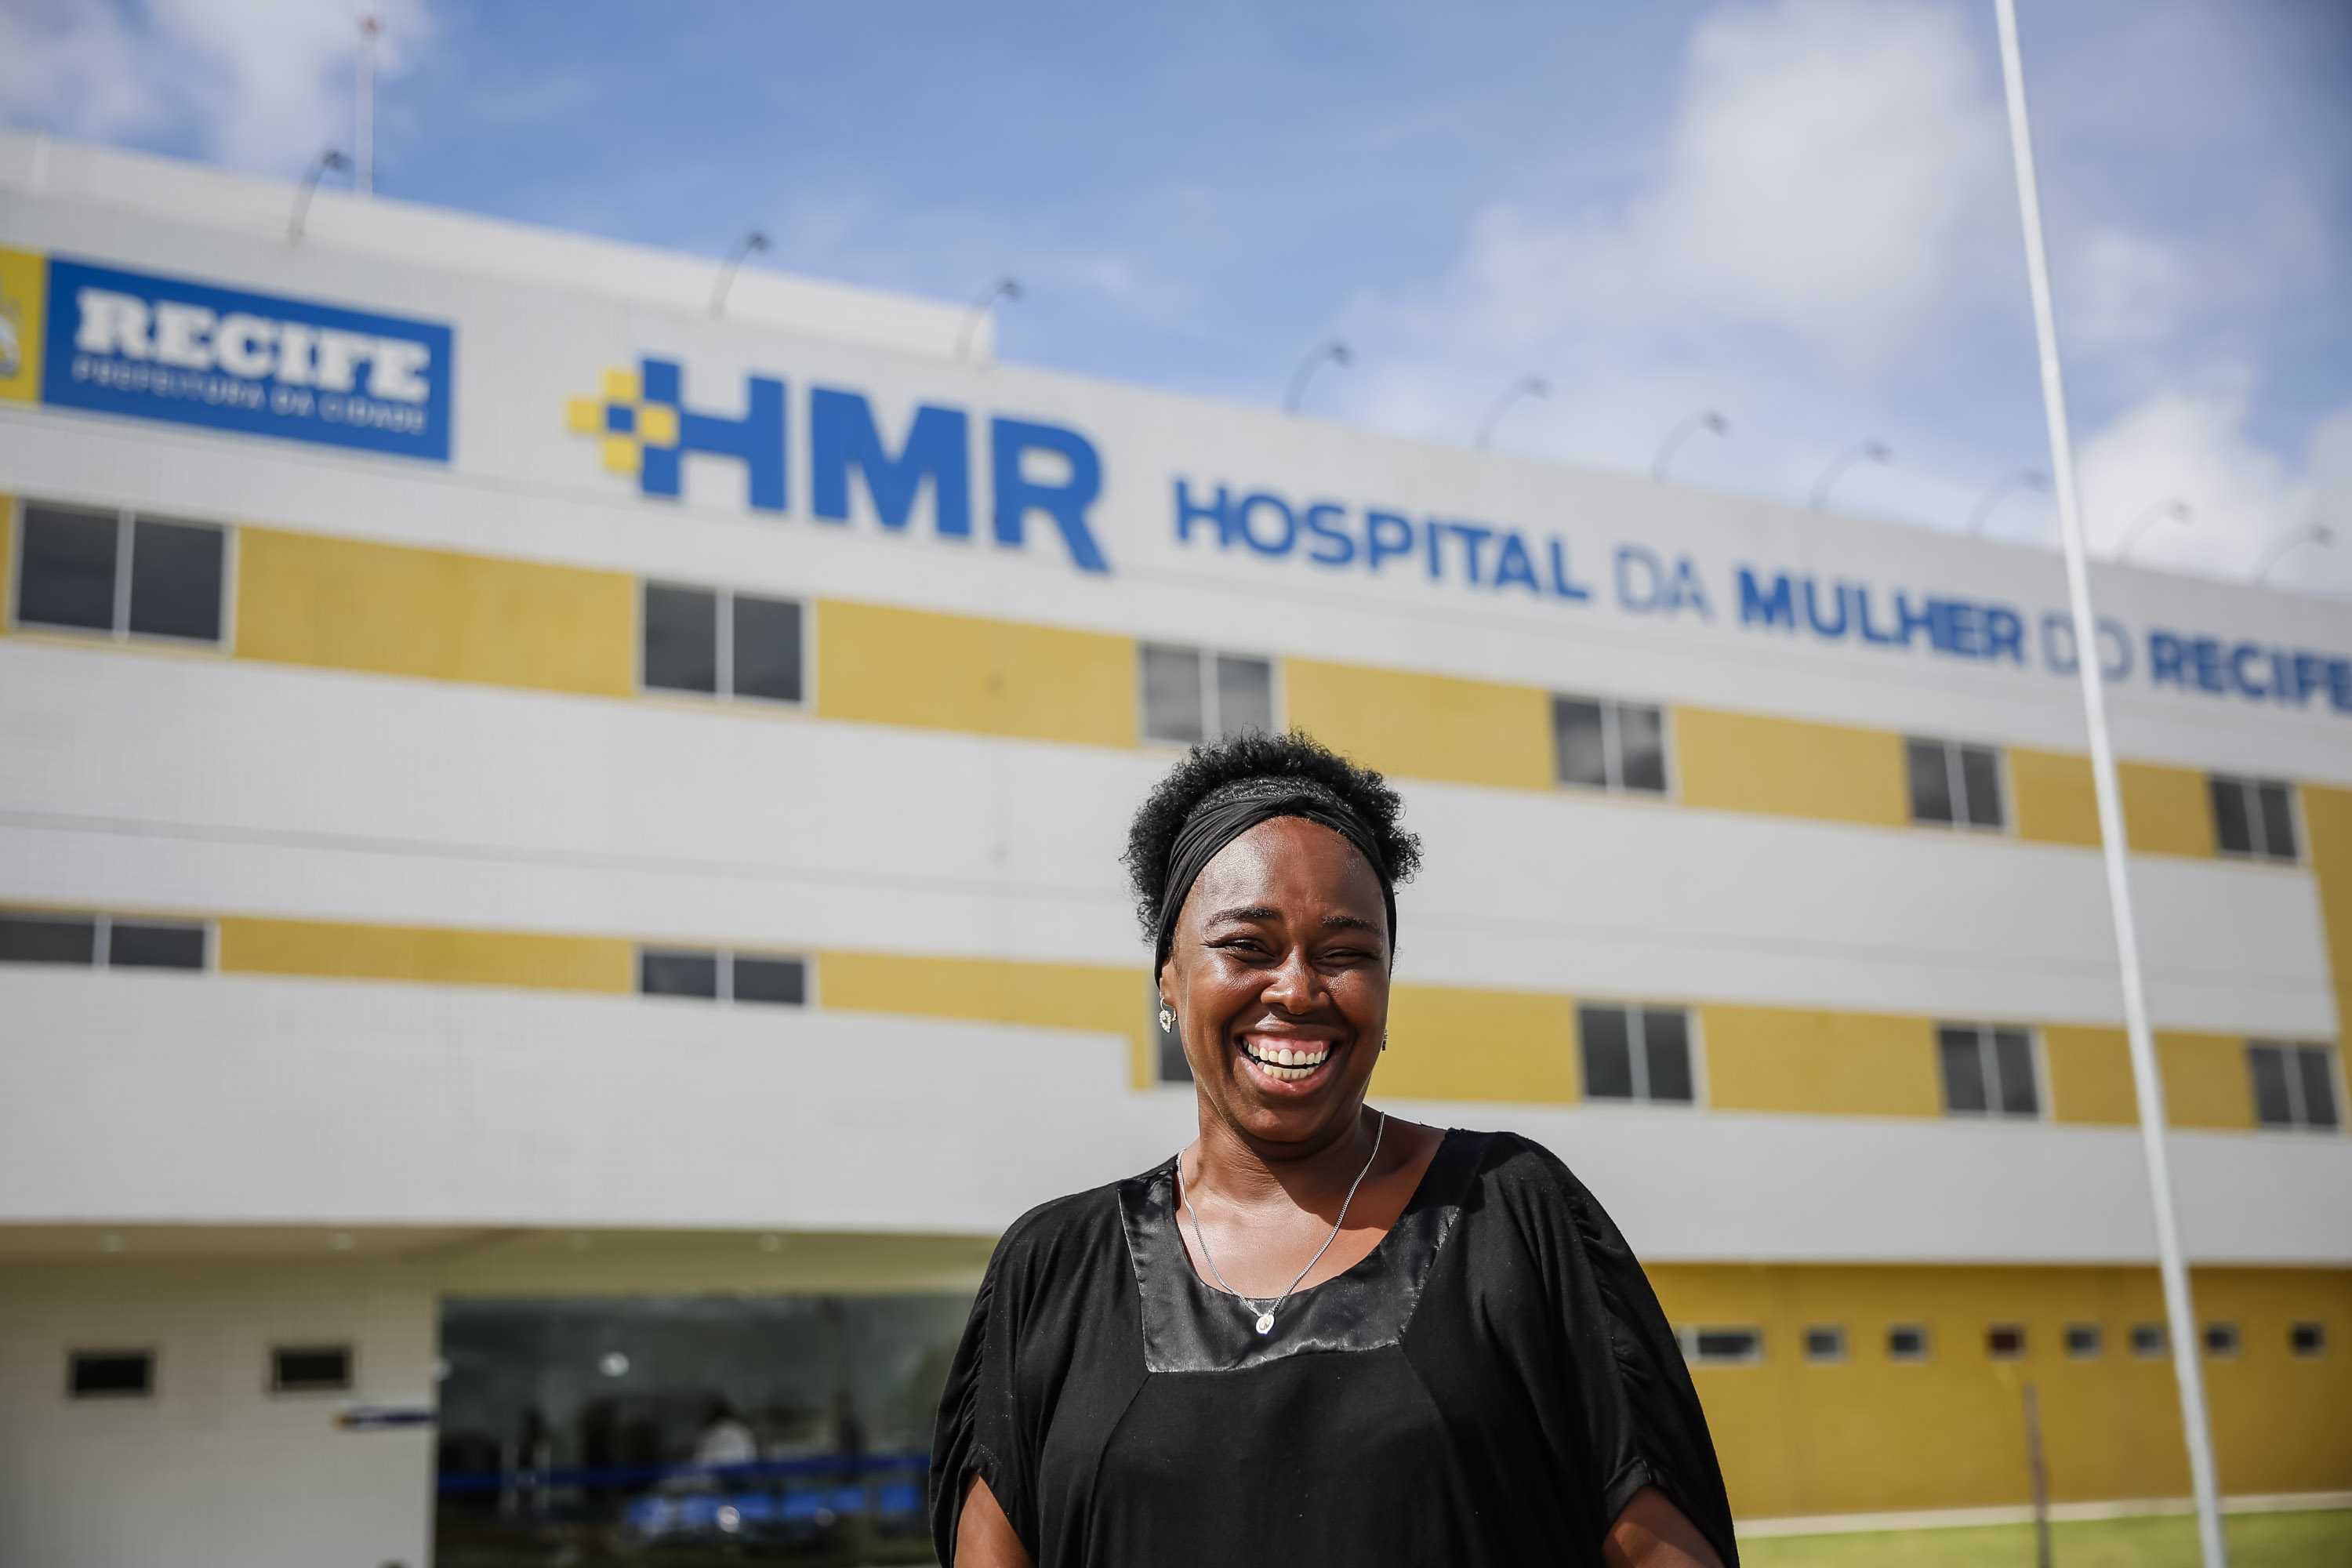 RECIFE
PREFEITURA DA CIDADE
HMR
HOSPITAL DA MULHER DO RECIFE